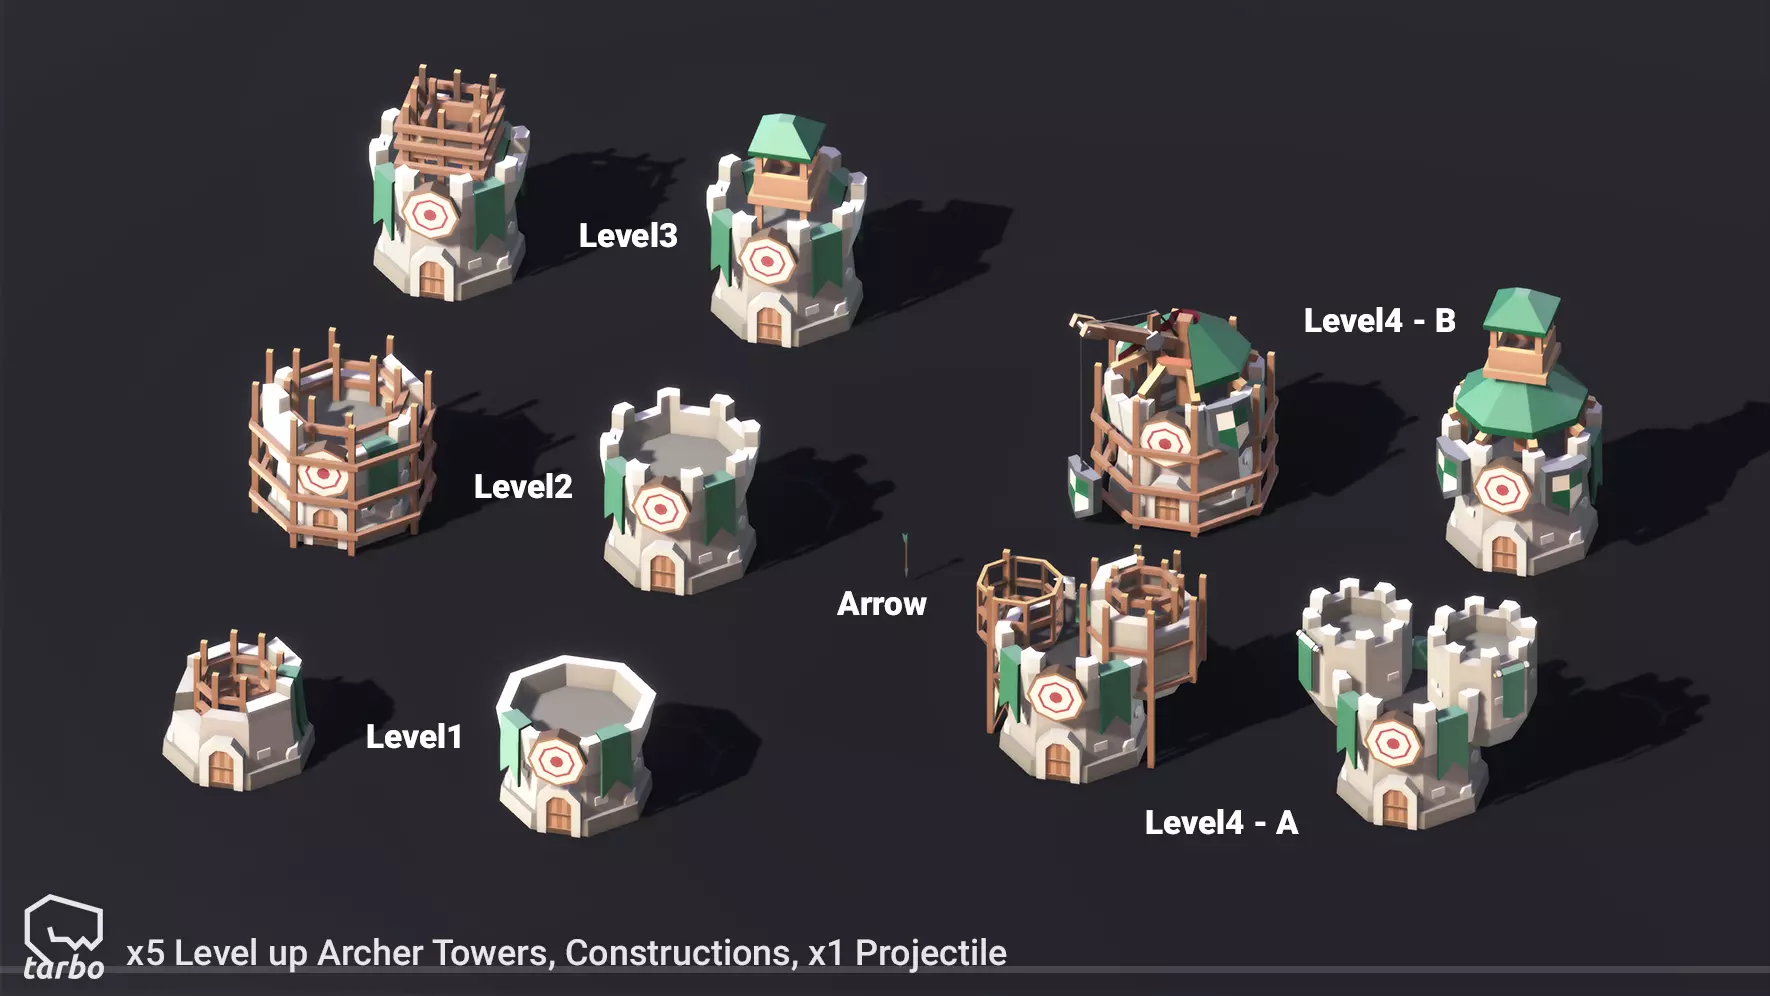 Level3
Level4 - B
Level2
Arrow
Level1
Level4 - A
tarbo
x5 Level up Archer Towers, Constructions, x1 Projectile